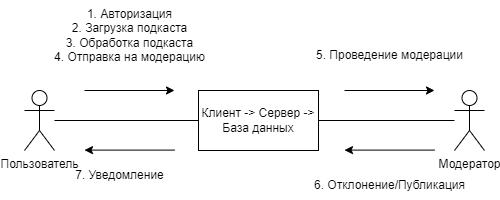 1. Авторизация
2. Загрузка подкаста
3. Обработка подкаста
4. Отправка на модерацию
5. Проведение модерации
Клиент -> Сервер ->
База данных
Пользователь
Модератор
7. Уведомление
6. Отклонение/Публикация